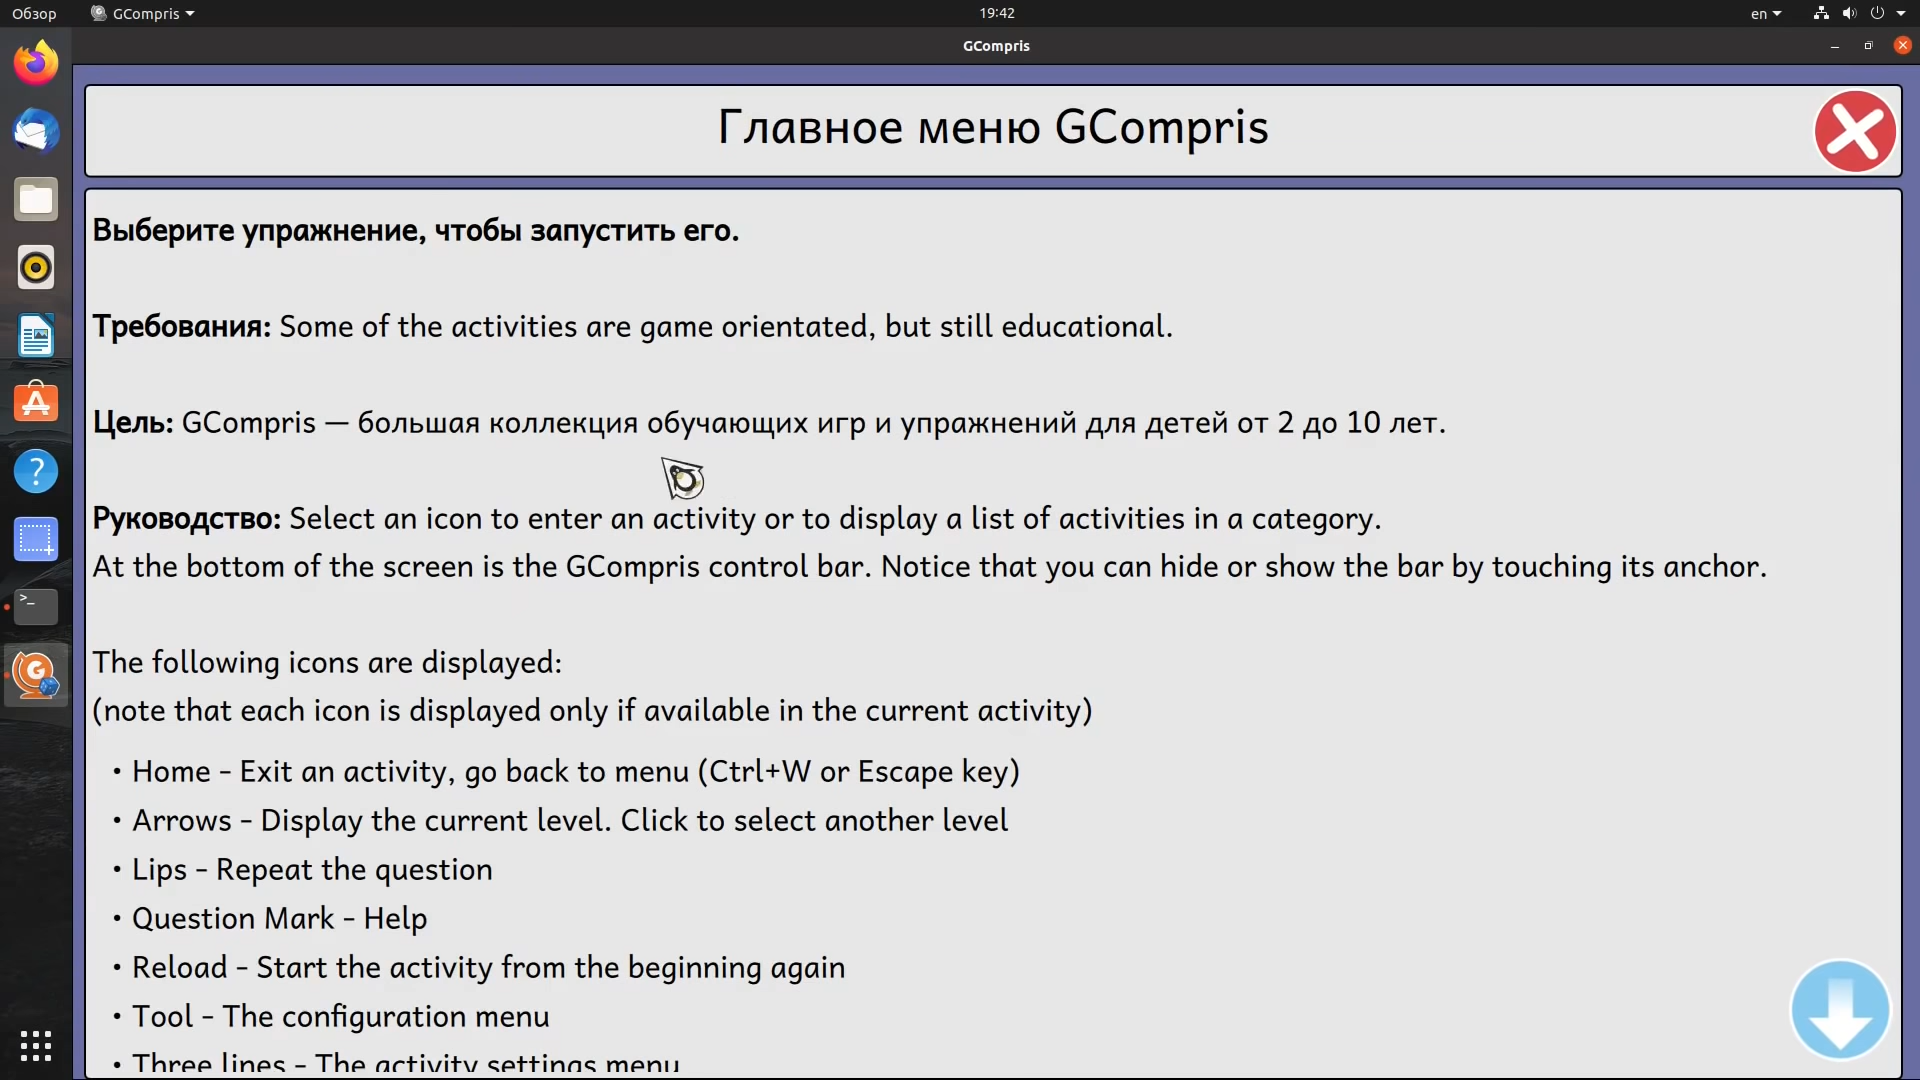 Обзор
GCompris
19:42
en
GCompris
Главное меню GCompris
Выберите упражнение, чтобы запустить его.
Требования: Some of the activities are game orientated, but still educational.
Цель: GCompris — большая коллекция обучающих игр и упражнений для детей от 2 до 10 лет.
Руководство: Select an icon to enter an activity or to display a list of activities in a category.
At the bottom of the screen is the GCompris control bar. Notice that you can hide or show the bar by touching its anchor.
The following icons are displayed:
(note that each icon is displayed only if available in the current activity)
• Home – Exit an activity, go back to menu (Ctrl+W or Escape key)
• Arrows – Display the current level. Click to select another level
• Lips – Repeat the question
• Question Mark – Help
• Reload – Start the activity from the beginning again
• Tool – The configuration menu
• Three lines – The activity settings menu